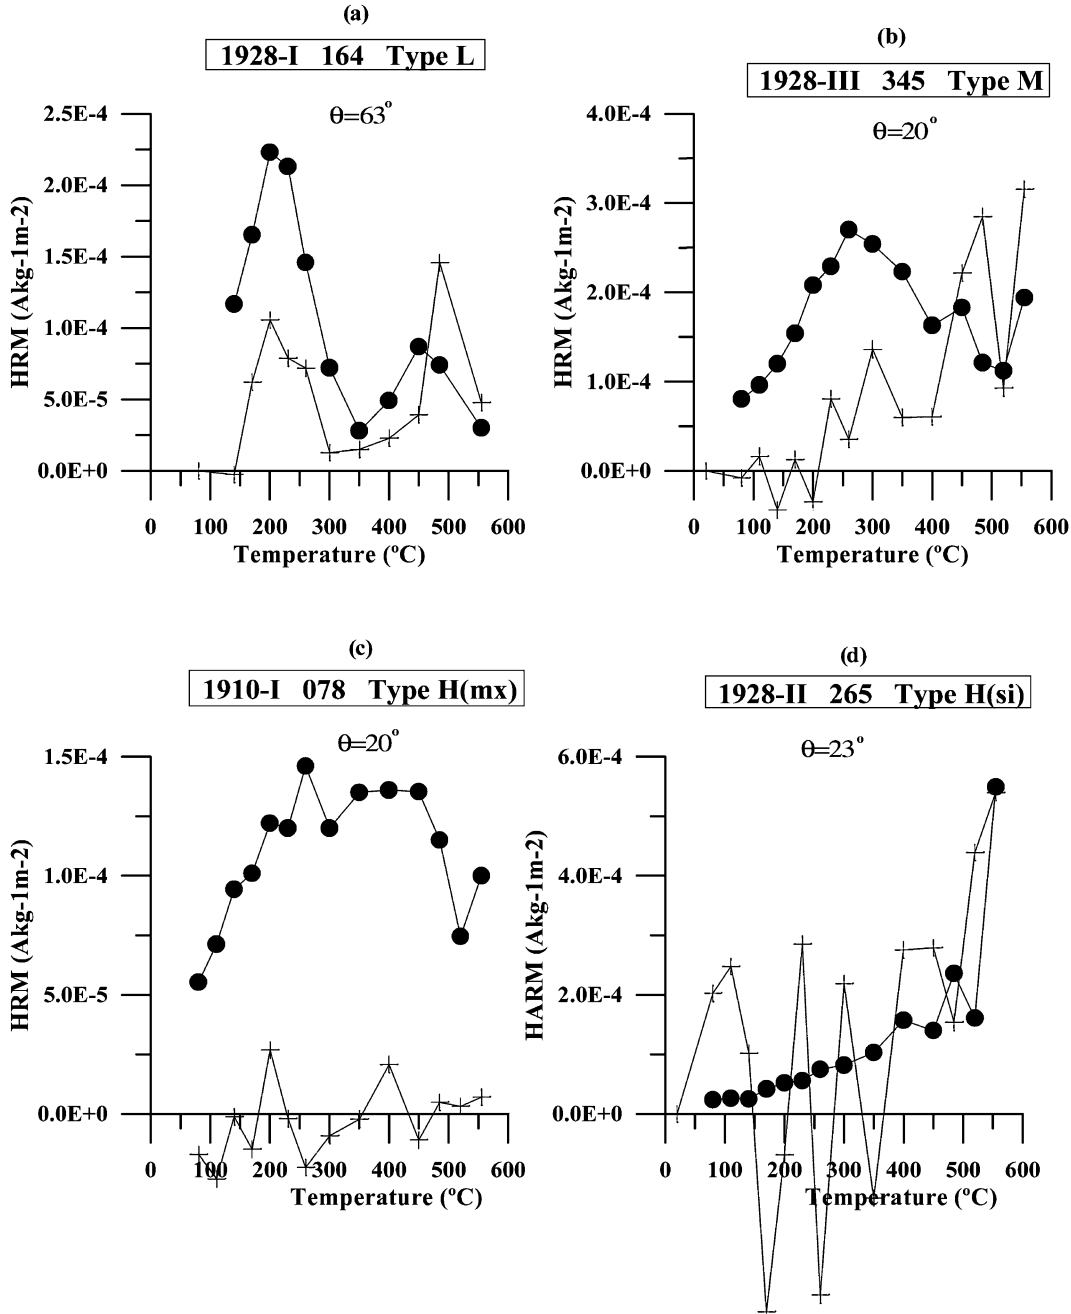 (a)
1928-I 164 Type L
θ=63°
2.5E-4
2.0E-4
1.5E-4
1.0E-4
5.0E-5
0.0E+0
HRM (Akg-1m-2)
0 100 200 300 400 500 600
Temperature (ºC)
(b)
1928-III 345 Type M
θ=20°
4.0E-4
3.0E-4
2.0E-4
1.0E-4
0.0E+0
HRM (Akg-1m-2)
0 100 200 300 400 500 600
Temperature (ºC)
(c)
1910-I 078 Type H(mx)
θ=20°
1.5E-4
1.0E-4
5.0E-5
0.0E+0
HRM (Akg-1m-2)
0 100 200 300 400 500 600
Temperature (ºC)
(d)
1928-II 265 Type H(si)
θ=23°
6.0E-4
4.0E-4
2.0E-4
0.0E+0
HARM (Akg-1m-2)
0 100 200 300 400 500 600
Temperature (ºC)